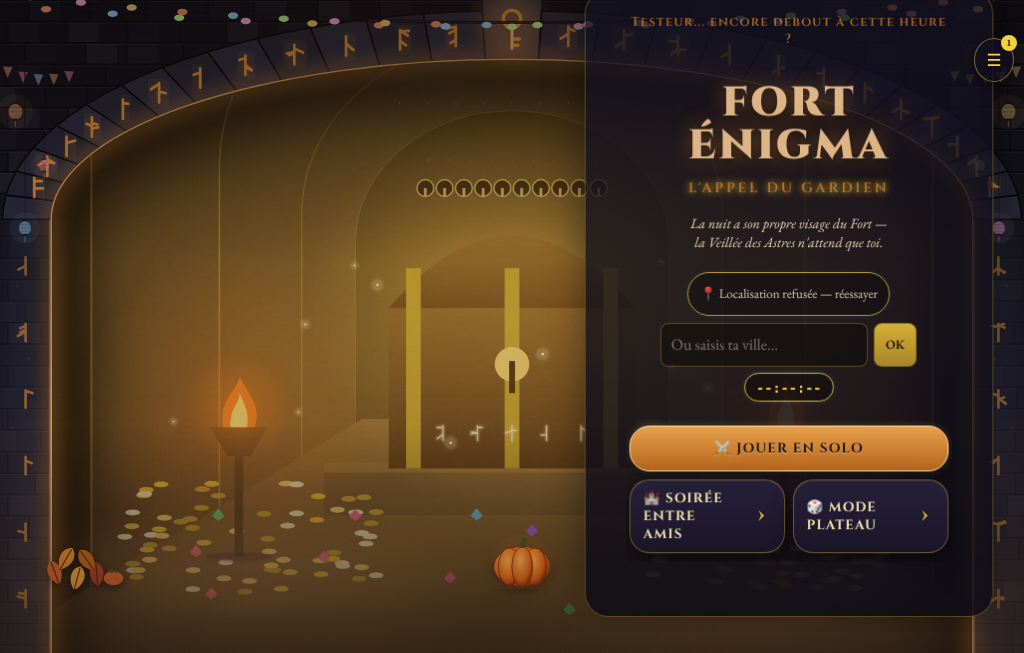 Testeur... encore debout à cette heure
?
1
FORT
ÉNIGMA
L'APPEL DU GARDIEN
La nuit a son propre visage du Fort —
la Veillée des Astres n'attend que toi.
📍 Localisation refusée — réessayer
Ou saisis ta ville...
OK
--:--:--
⚔️ JOUER EN SOLO
🏰 SOIRÉE
ENTRE
AMIS
›
🎲 MODE
PLATEAU
›